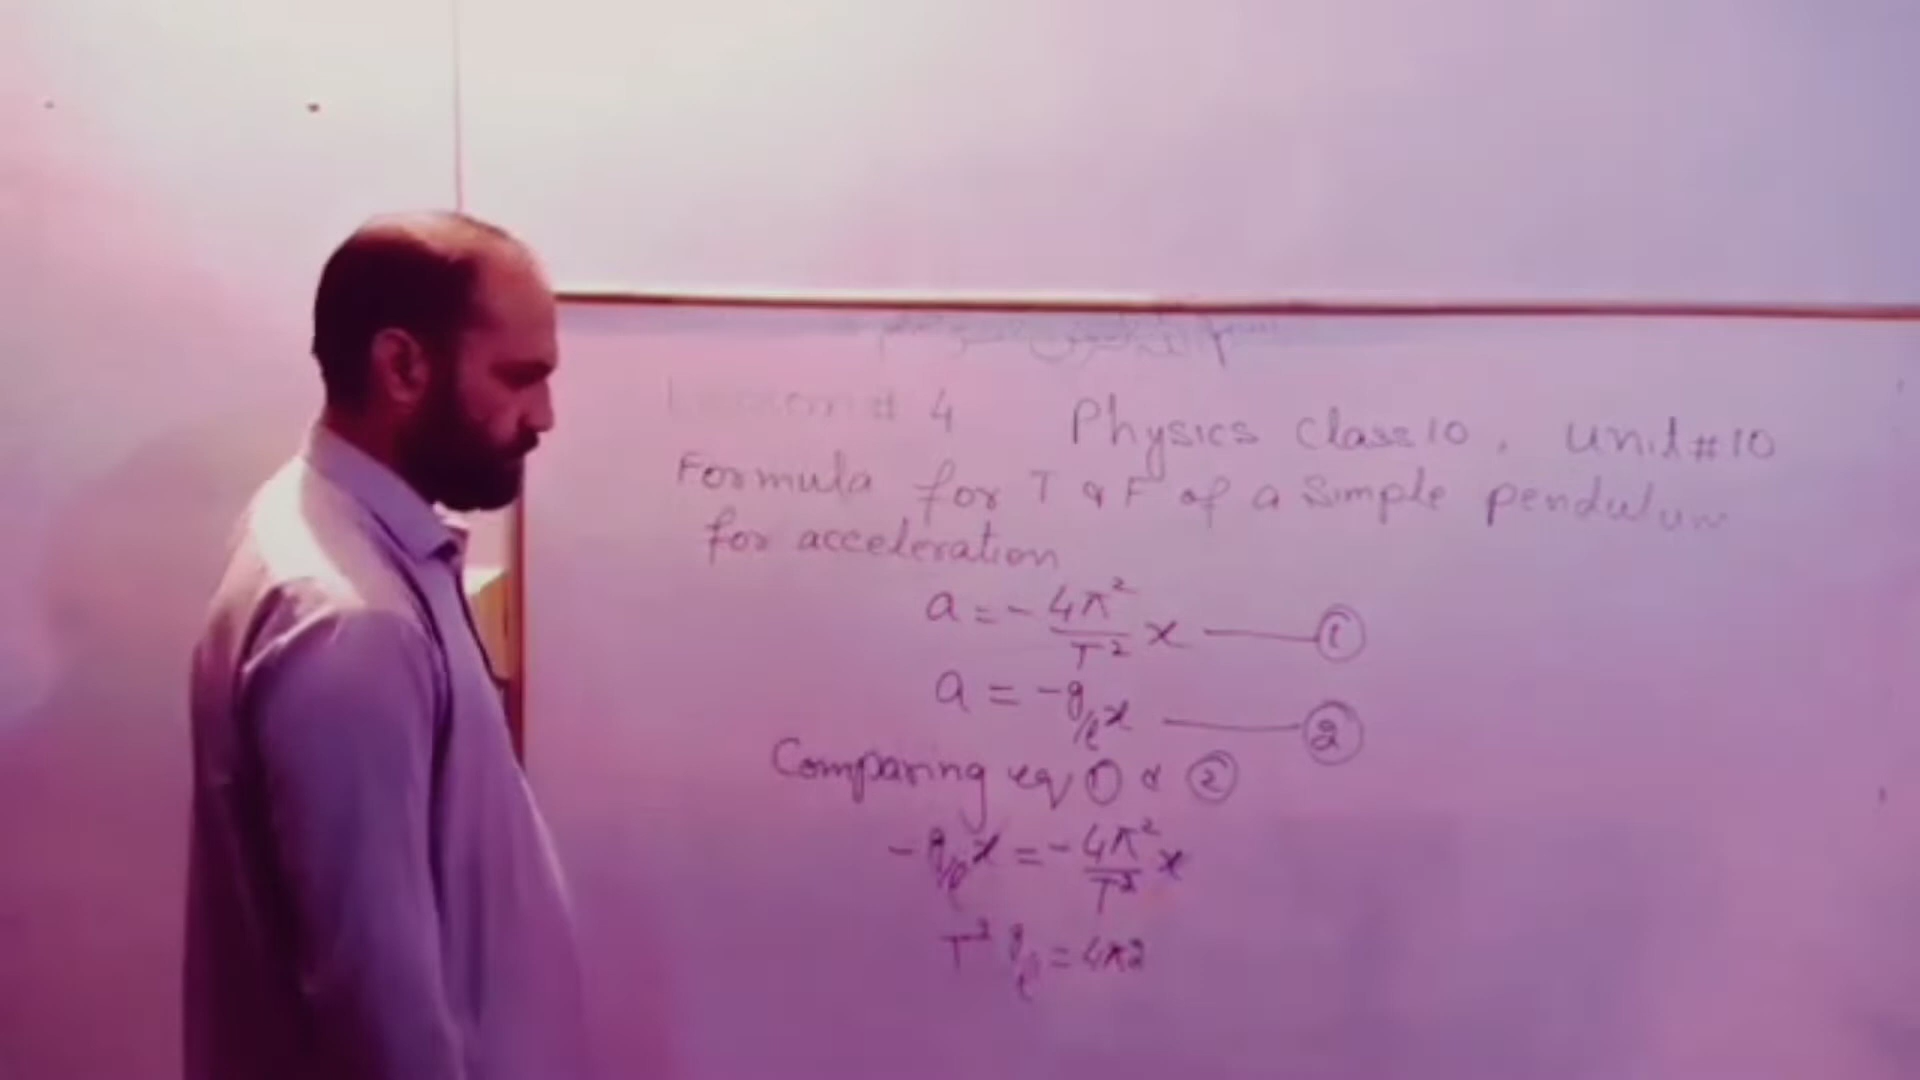 # 4 Physics Class 10, Unit # 10
Formula for T & F of a Simple pendulum
for acceleration
a = - 4π²/T² x ——— ①
a = -g/l x ——— ②
Comparing eq ① & ②
-g/l x = - 4π²/T² x
T² g/l = 4π2